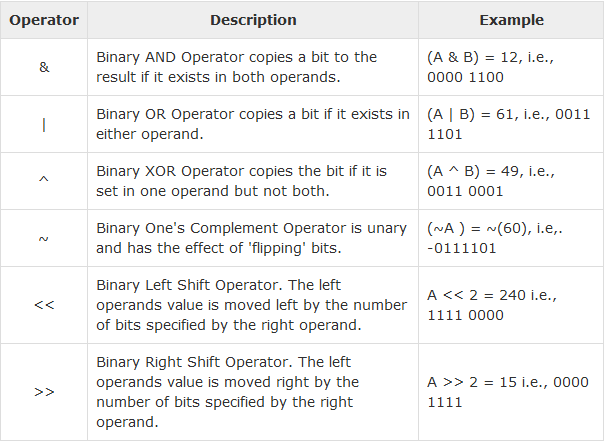 Operator Description Example
& Binary AND Operator copies a bit to the (A & B) = 12, i.e.,
result if it exists in both operands. 0000 1100
| Binary OR Operator copies a bit if it exists in (A | B) = 61, i.e., 0011
either operand. 1101
^ Binary XOR Operator copies the bit if it is (A ^ B) = 49, i.e.,
set in one operand but not both. 0011 0001
~ Binary One's Complement Operator is unary (~A ) = ~(60), i.e,.
and has the effect of 'flipping' bits. -0111101
Binary Left Shift Operator. The left
<< operands value is moved left by the number A << 2 = 240 i.e.,
of bits specified by the right operand. 1111 0000
Binary Right Shift Operator. The left
>> operands value is moved right by the A >> 2 = 15 i.e., 0000
number of bits specified by the right 1111
operand.